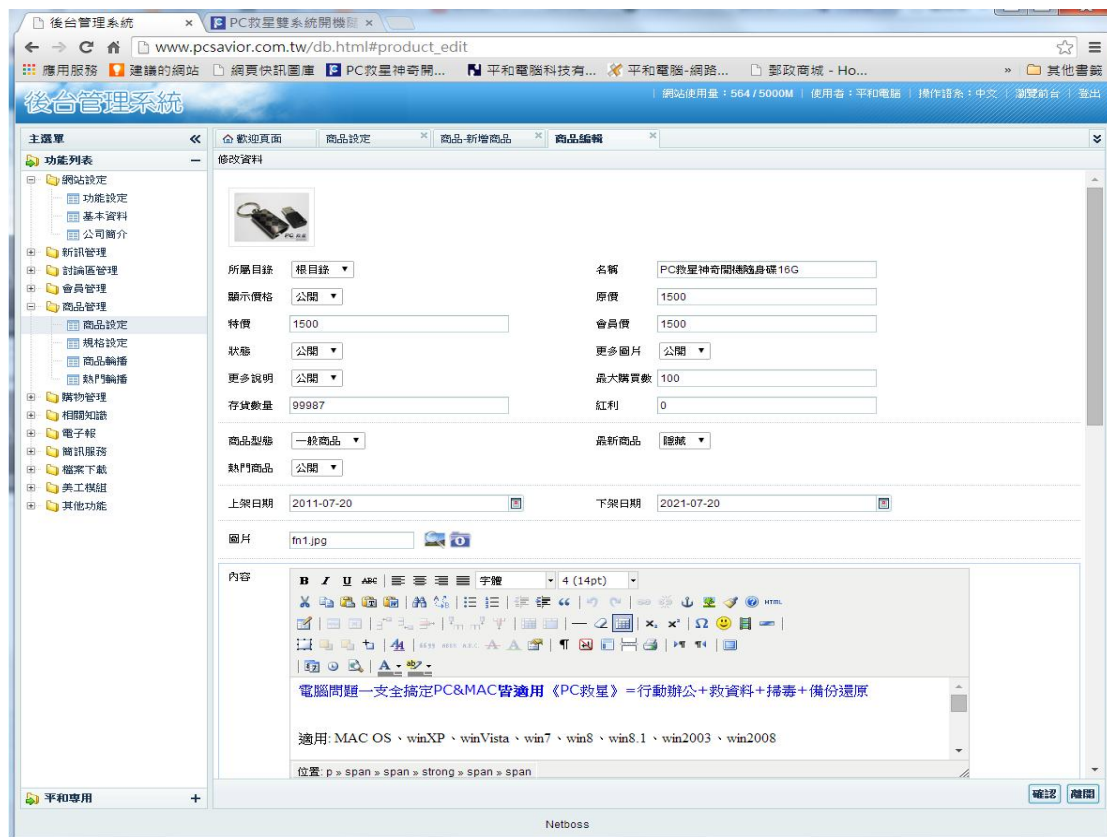 後台管理系統
PC救星雙系統開機
www.pcsavior.com.tw/db.html#product_edit
應用服務 建議的網站 網頁快訊圖庫 PC救星神奇開... 平和電腦科技有... 平和電腦-網路... 郵政商城 - Ho... » 其他書籤
後台管理系統
| 網站使用量：564 / 5000M | 使用者：平和電腦 | 操作語系：中文 | 瀏覽前台 | 登出
主選單 歡迎頁面 商品設定 商品-新增商品 商品編輯
功能列表 修改資料
網站設定
功能設定
基本資料
公司簡介
新訊管理
討論區管理
會員管理
商品管理
商品設定
規格設定
商品輪播
熱門輪播
購物管理
相關知識
電子報
簡訊服務
檔案下載
美工模組
其他功能
所屬目錄 根目錄 名稱 PC救星神奇開機隨身碟16G
顯示價格 公開 原價 1500
特價 1500 會員價 1500
狀態 公開 更多圖片 公開
更多說明 公開 最大購買數 100
存貨數量 99987 紅利 0
商品型態 一般商品 最新商品 隱藏
熱門商品 公開
上架日期 2011-07-20 下架日期 2021-07-20
圖片 fn1.jpg
內容
B I U ABC 字體 4 (14pt)
HTML
電腦問題一支全搞定PC&MAC皆適用《PC救星》=行動辦公+救資料+掃毒+備份還原
適用: MAC OS、winXP、winVista、win7、win8、win8.1、win2003、win2008
位置: p » span » span » strong » span » span
平和專用 確認 離開
Netboss